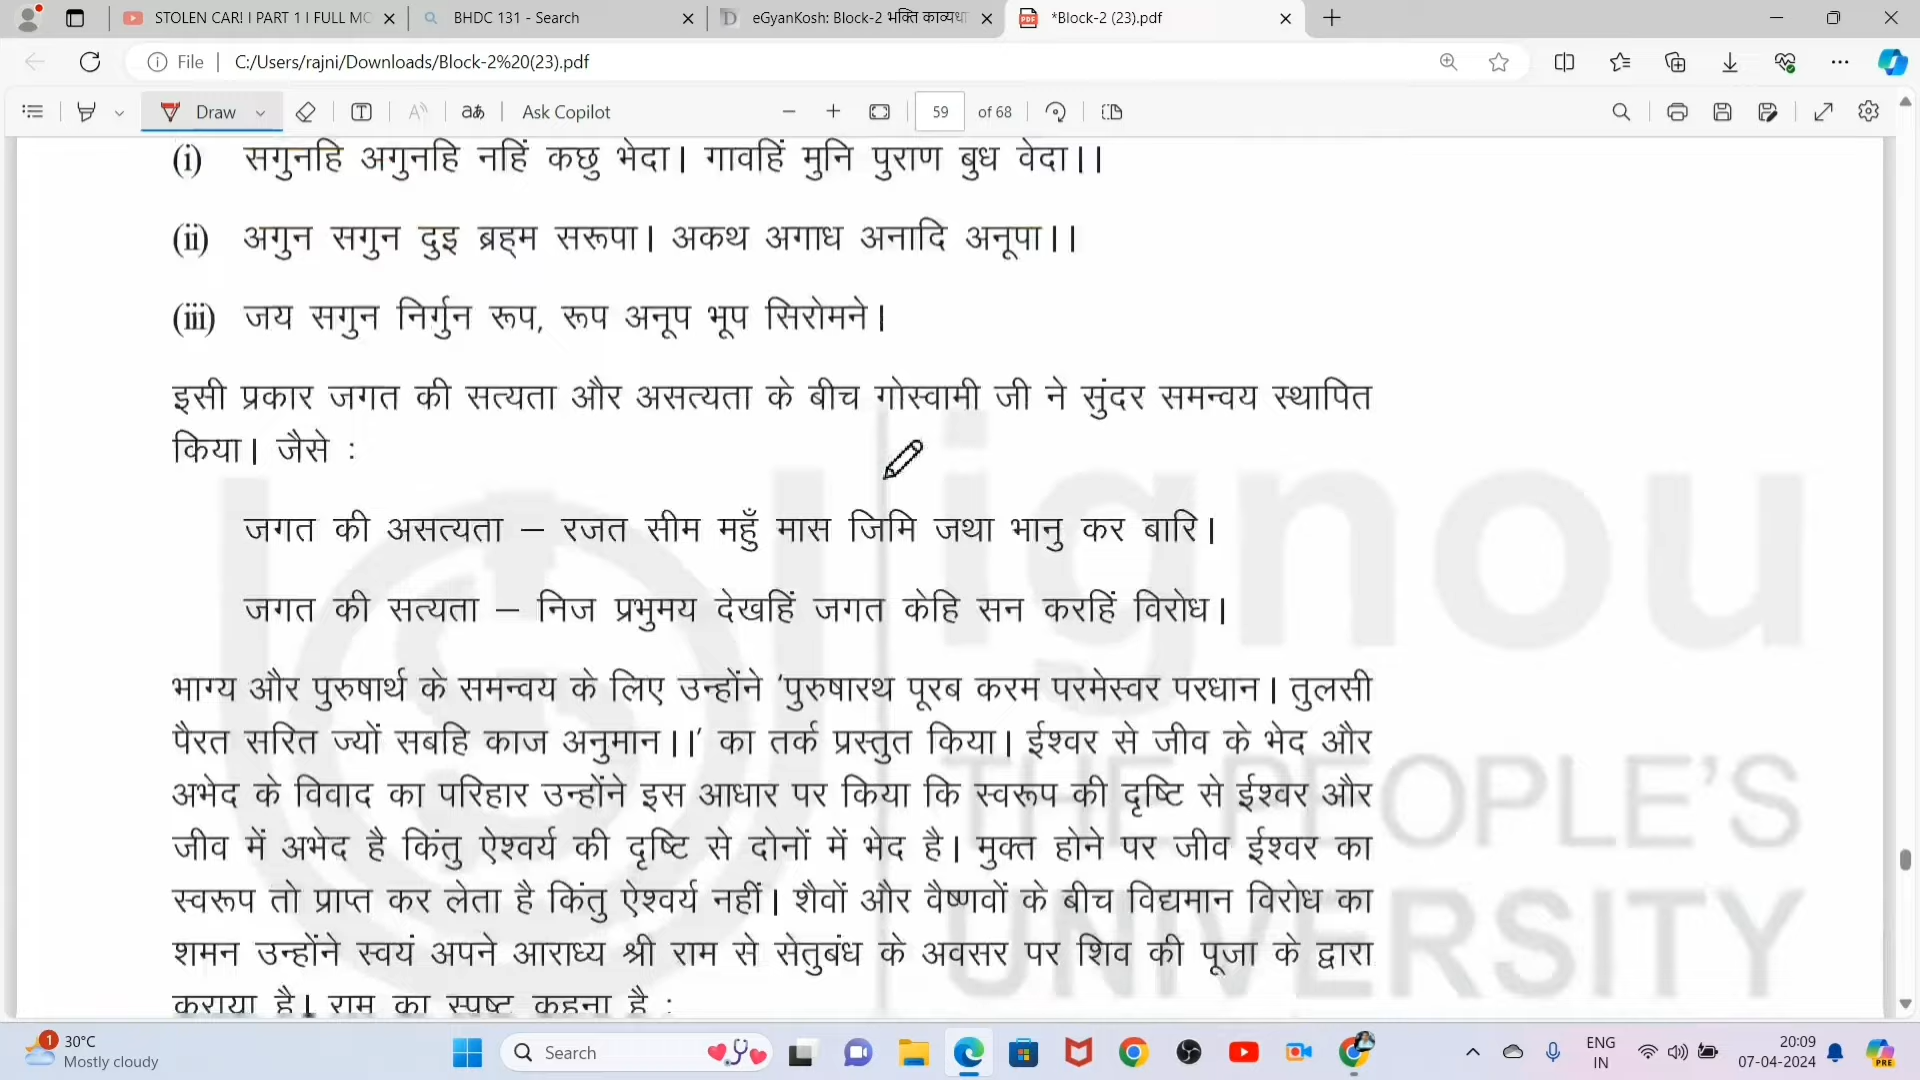 STOLEN CAR! I PART 1 I FULL MO
BHDC 131 - Search
eGyanKosh: Block-2 भक्ति काव्यधा
*Block-2 (23).pdf
File
C:/Users/rajni/Downloads/Block-2%20(23).pdf
Draw
Ask Copilot
59 of 68
(i) सगुनहि अगुनहि नहिं कछु भेदा। गावहिं मुनि पुराण बुध वेदा।।
(ii) अगुन सगुन दुइ ब्रह्म सरूपा। अकथ अगाध अनादि अनूपा।।
(iii) जय सगुन निर्गुन रूप, रूप अनूप भूप सिरोमने।
इसी प्रकार जगत की सत्यता और असत्यता के बीच गोस्वामी जी ने सुंदर समन्वय स्थापित
किया। जैसे :
जगत की असत्यता – रजत सीम महुँ मास जिमि जथा भानु कर बारि।
जगत की सत्यता – निज प्रभुमय देखहिं जगत केहि सन करहिं विरोध।
भाग्य और पुरुषार्थ के समन्वय के लिए उन्होंने 'पुरुषारथ पूरब करम परमेस्वर परधान। तुलसी
पैरत सरित ज्यों सबहि काज अनुमान।।' का तर्क प्रस्तुत किया। ईश्वर से जीव के भेद और
अभेद के विवाद का परिहार उन्होंने इस आधार पर किया कि स्वरूप की दृष्टि से ईश्वर और
जीव में अभेद है किंतु ऐश्वर्य की दृष्टि से दोनों में भेद है। मुक्त होने पर जीव ईश्वर का
स्वरूप तो प्राप्त कर लेता है किंतु ऐश्वर्य नहीं। शैवों और वैष्णवों के बीच विद्यमान विरोध का
शमन उन्होंने स्वयं अपने आराध्य श्री राम से सेतुबंध के अवसर पर शिव की पूजा के द्वारा
कराया है। राम का स्पष्ट कहना है :
ignou
THE PEOPLE'S
UNIVERSITY
30°C
Mostly cloudy
Search
ENG
IN
20:09
07-04-2024